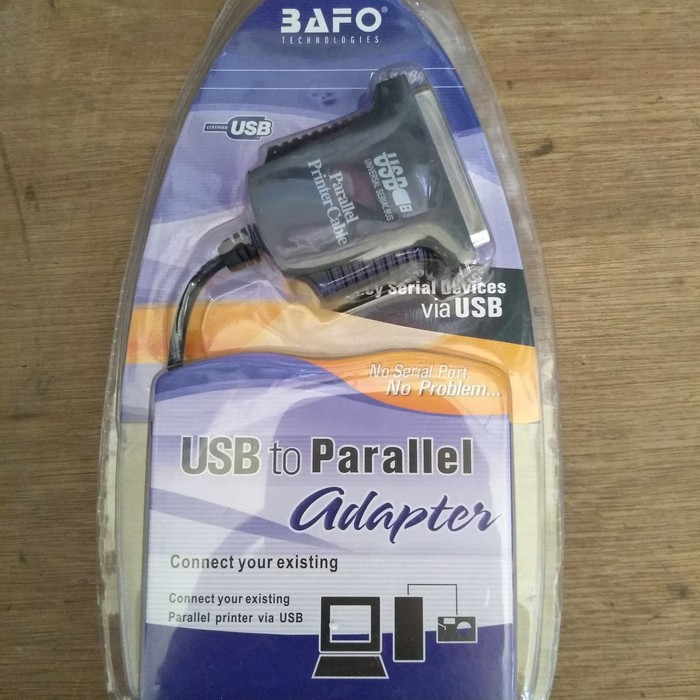 BAFO®
TECHNOLOGIES
CERTIFIED USB
USB
UNIVERSAL SERIAL BUS
Parallel
Printer Cable
Serial Devices
via USB
No Serial Port,
No Problem...
USB to Parallel
Adapter
Connect your existing
Connect your existing
Parallel printer via USB